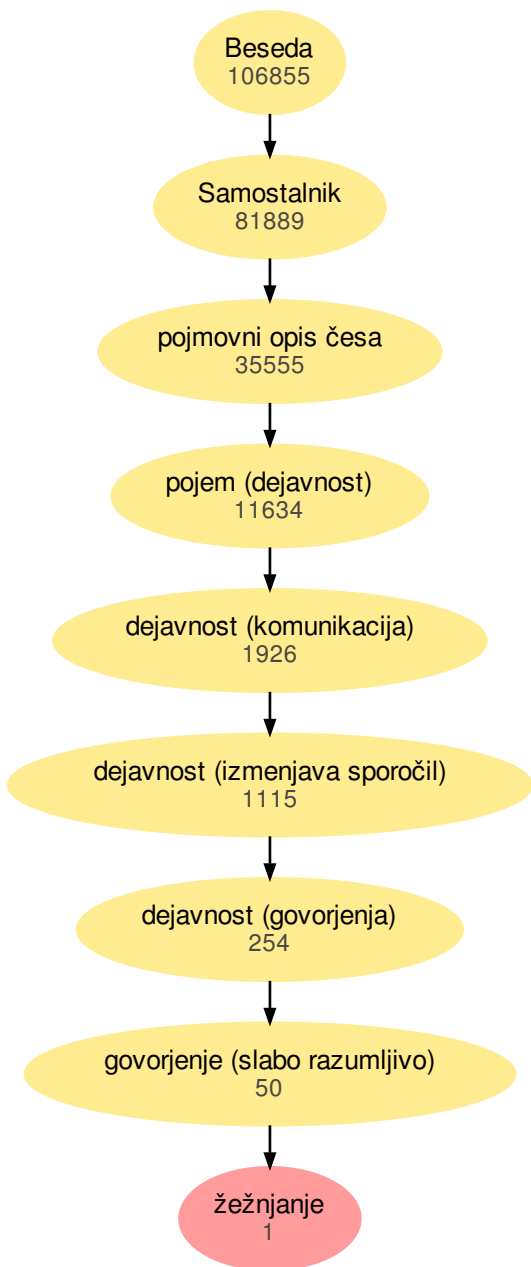 Beseda
106855
Samostalnik
81889
pojmovni opis česa
35555
pojem (dejavnost)
11634
dejavnost (komunikacija)
1926
dejavnost (izmenjava sporočil)
1115
dejavnost (govorjenja)
254
govorjenje (slabo razumljivo)
50
žežnjanje
1